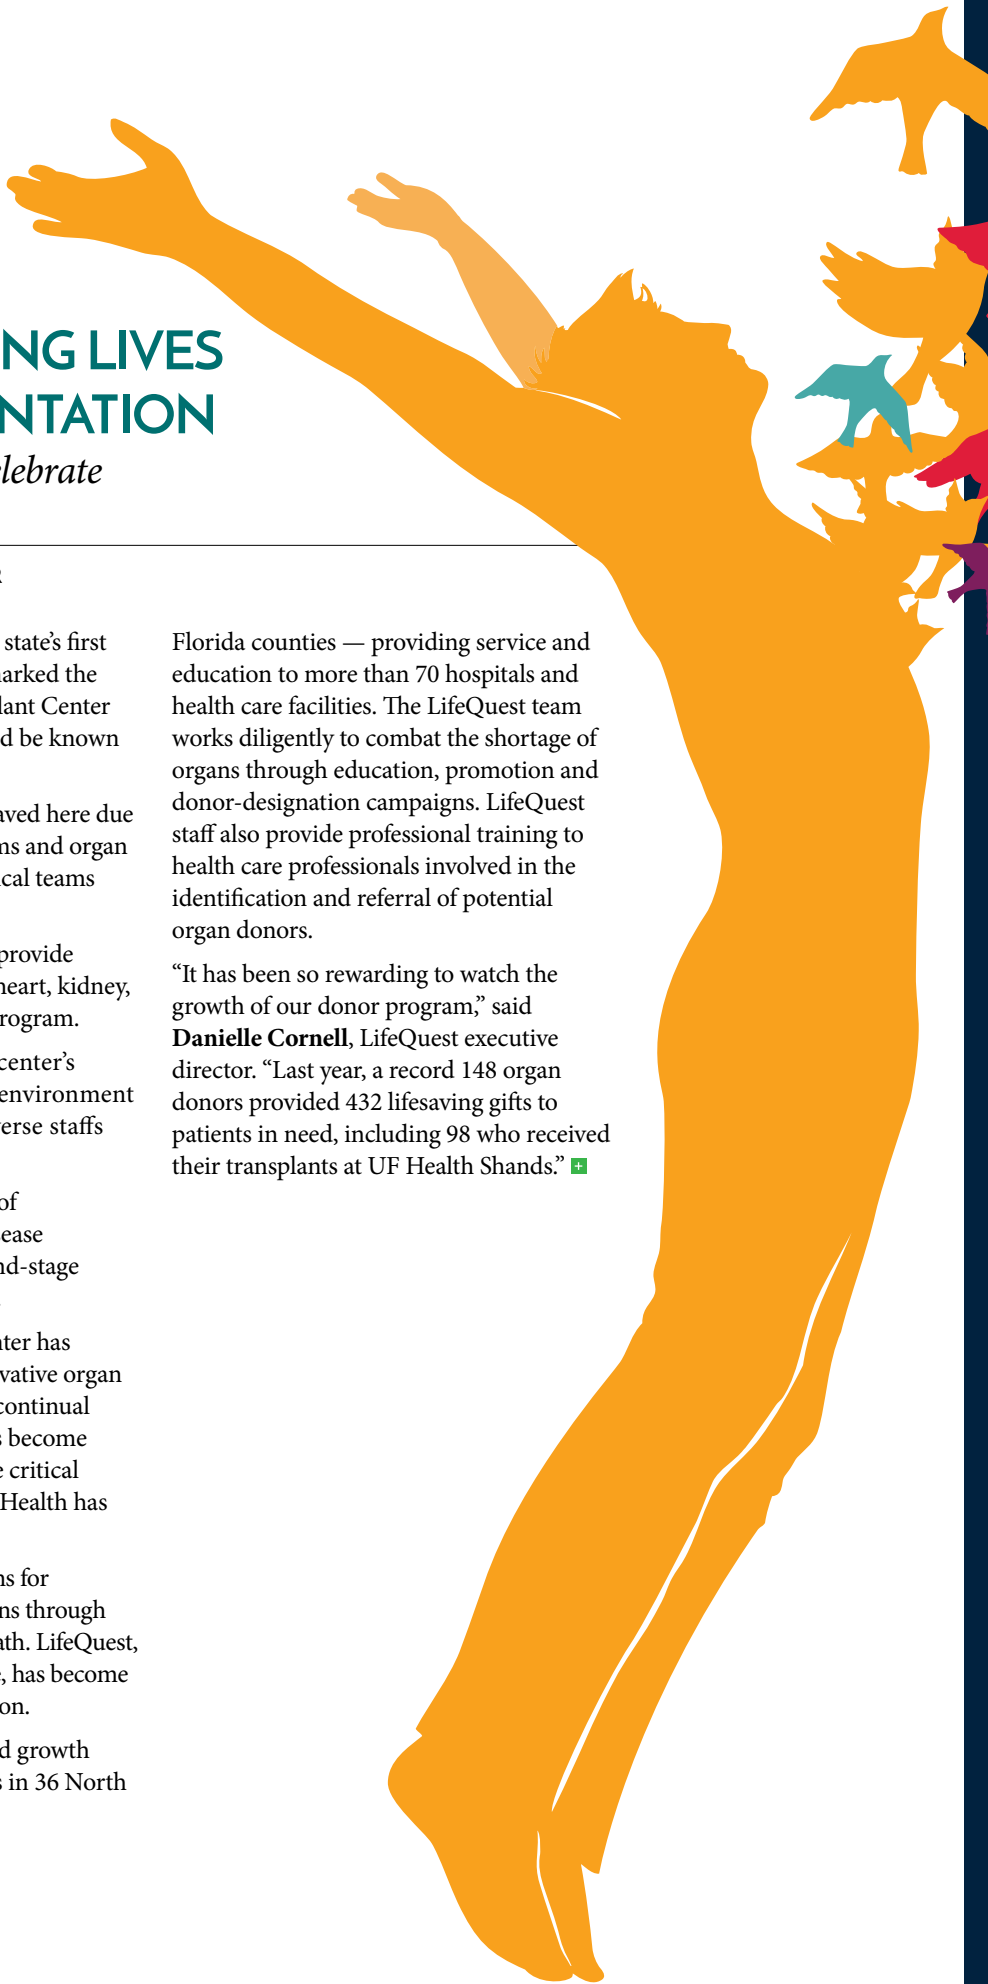 NG LIVES
NTATION
lebrate
R
state’s first
arked the
lant Center
d be known
aved here due
ms and organ
ical teams
provide
heart, kidney,
rogram.
center’s
environment
erse staffs
of
ease
nd-stage
nter has
vative organ
continual
s become
e critical
Health has
ns for
ns through
ath. LifeQuest,
e, has become
on.
d growth
s in 36 North
Florida counties — providing service and
education to more than 70 hospitals and
health care facilities. The LifeQuest team
works diligently to combat the shortage of
organs through education, promotion and
donor-designation campaigns. LifeQuest
staff also provide professional training to
health care professionals involved in the
identification and referral of potential
organ donors.
“It has been so rewarding to watch the
growth of our donor program,” said
Danielle Cornell, LifeQuest executive
director. “Last year, a record 148 organ
donors provided 432 lifesaving gifts to
patients in need, including 98 who received
their transplants at UF Health Shands.”